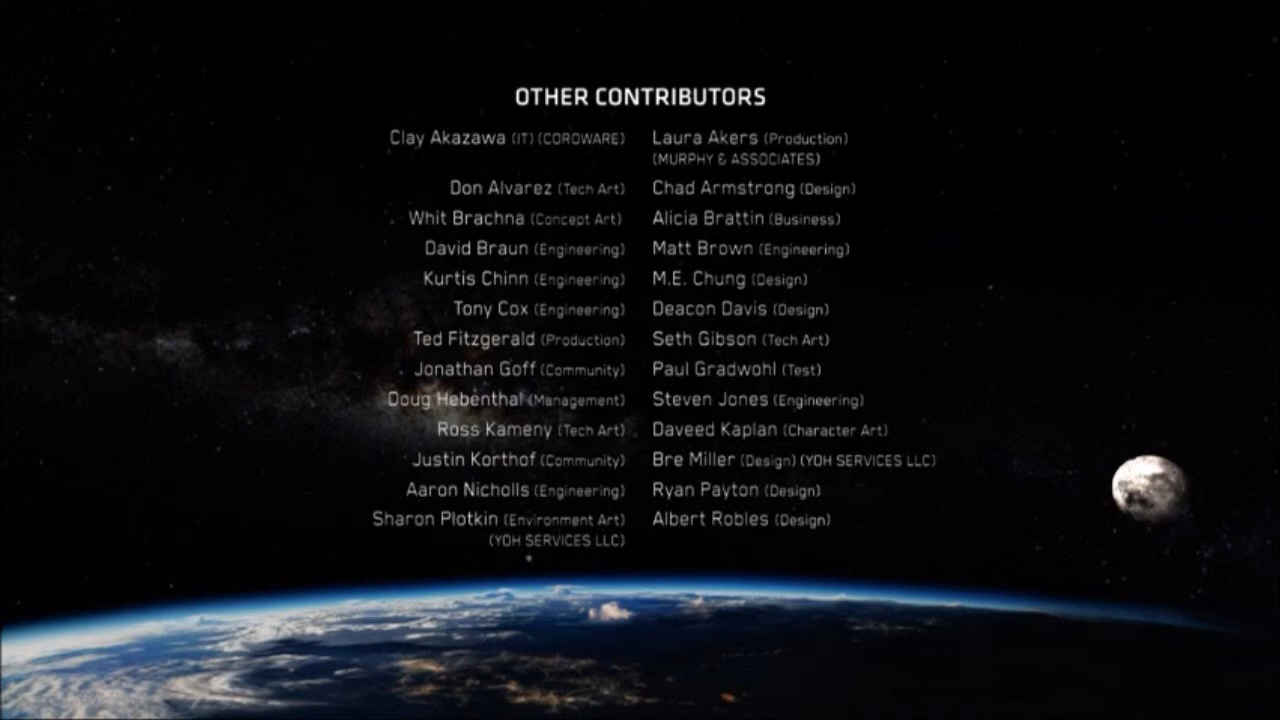 OTHER CONTRIBUTORS
Clay Akazawa (IT) (COROWARE) Laura Akers (Production)
(MURPHY & ASSOCIATES)
Don Alvarez (Tech Art) Chad Armstrong (Design)
Whit Brachna (Concept Art) Alicia Brattin (Business)
David Braun (Engineering) Matt Brown (Engineering)
Kurtis Chinn (Engineering) M.E. Chung (Design)
Tony Cox (Engineering) Deacon Davis (Design)
Ted Fitzgerald (Production) Seth Gibson (Tech Art)
Jonathan Goff (Community) Paul Gradwohl (Test)
Doug Hebenthal (Management) Steven Jones (Engineering)
Ross Kameny (Tech Art) Daveed Kaplan (Character Art)
Justin Korthof (Community) Bre Miller (Design) (YOH SERVICES LLC)
Aaron Nicholls (Engineering) Ryan Payton (Design)
Sharon Plotkin (Environment Art) Albert Robles (Design)
(YOH SERVICES LLC)